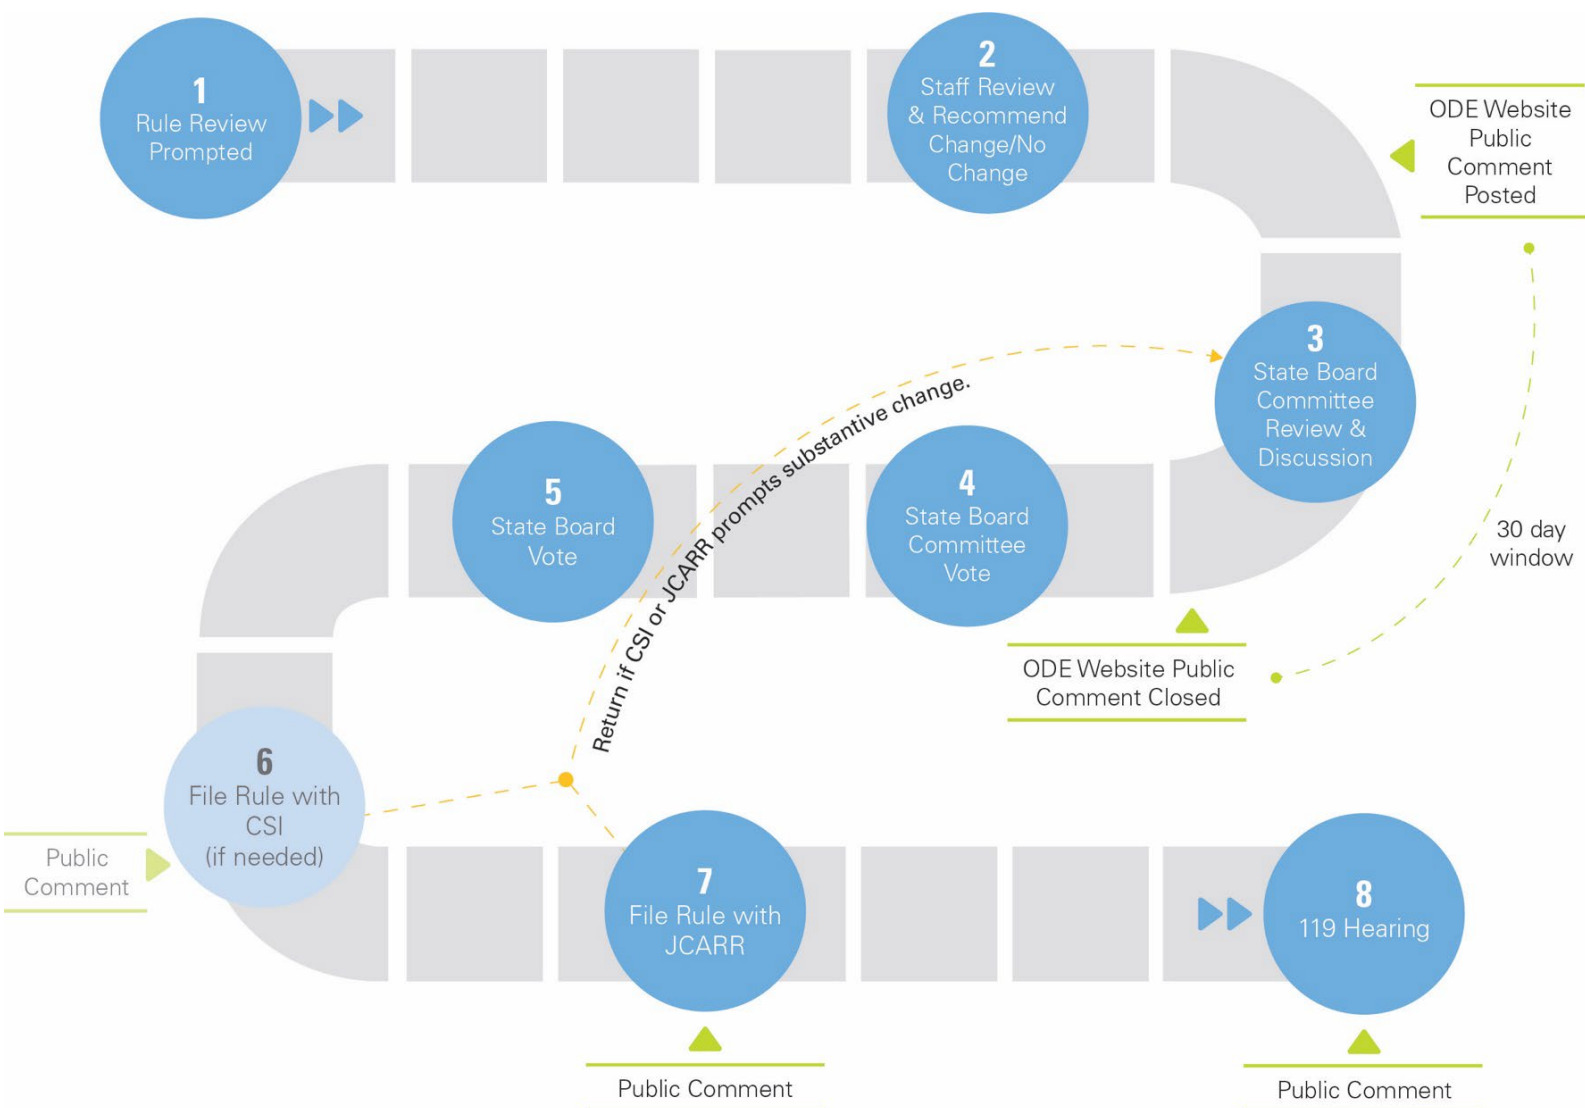 1
Rule Review
Prompted
2
Staff Review
& Recommend
Change/No
Change
ODE Website
Public
Comment
Posted
3
State Board
Committee
Review &
Discussion
30 day
window
ODE Website Public
Comment Closed
4
State Board
Committee
Vote
5
State Board
Vote
Return if CSI or JCARR prompts substantive change.
6
File Rule with
CSI
(if needed)
Public
Comment
7
File Rule with
JCARR
Public Comment
8
119 Hearing
Public Comment